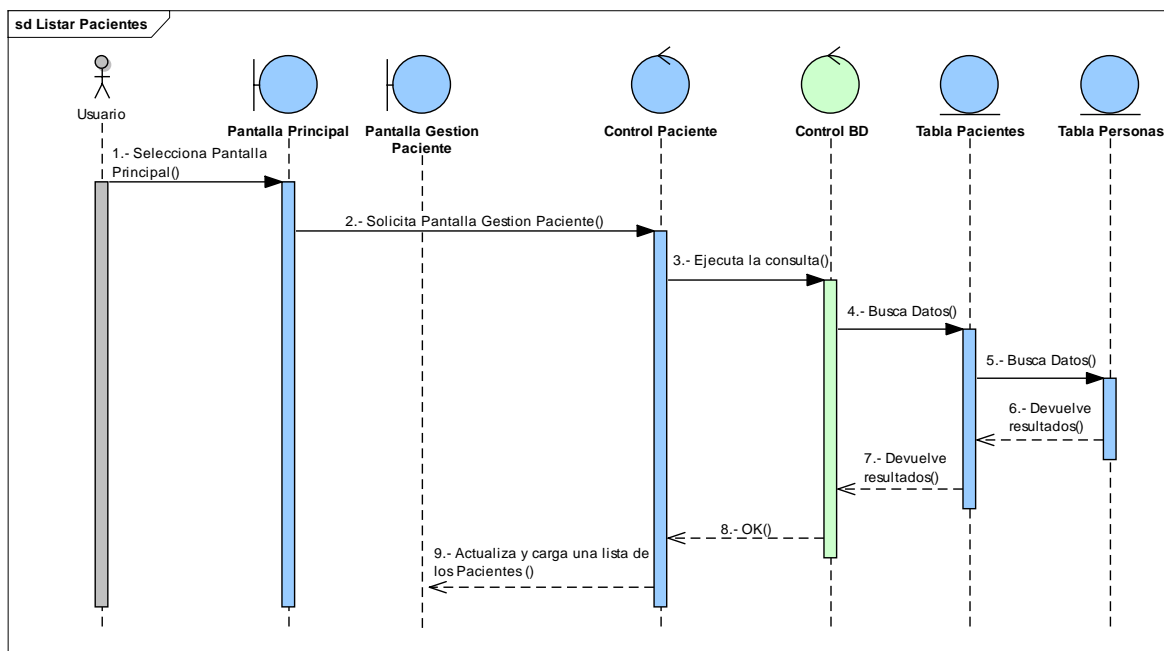 sd Listar Pacientes
Usuario
Pantalla Principal
Pantalla Gestion
Paciente
Control Paciente
Control BD
Tabla Pacientes
Tabla Personas
1.- Selecciona Pantalla
Principal()
2.- Solicita Pantalla Gestion Paciente()
3.- Ejecuta la consulta()
4.- Busca Datos()
5.- Busca Datos()
6.- Devuelve
resultados()
7.- Devuelve
resultados()
8.- OK()
9.- Actualiza y carga una lista de
los Pacientes ()